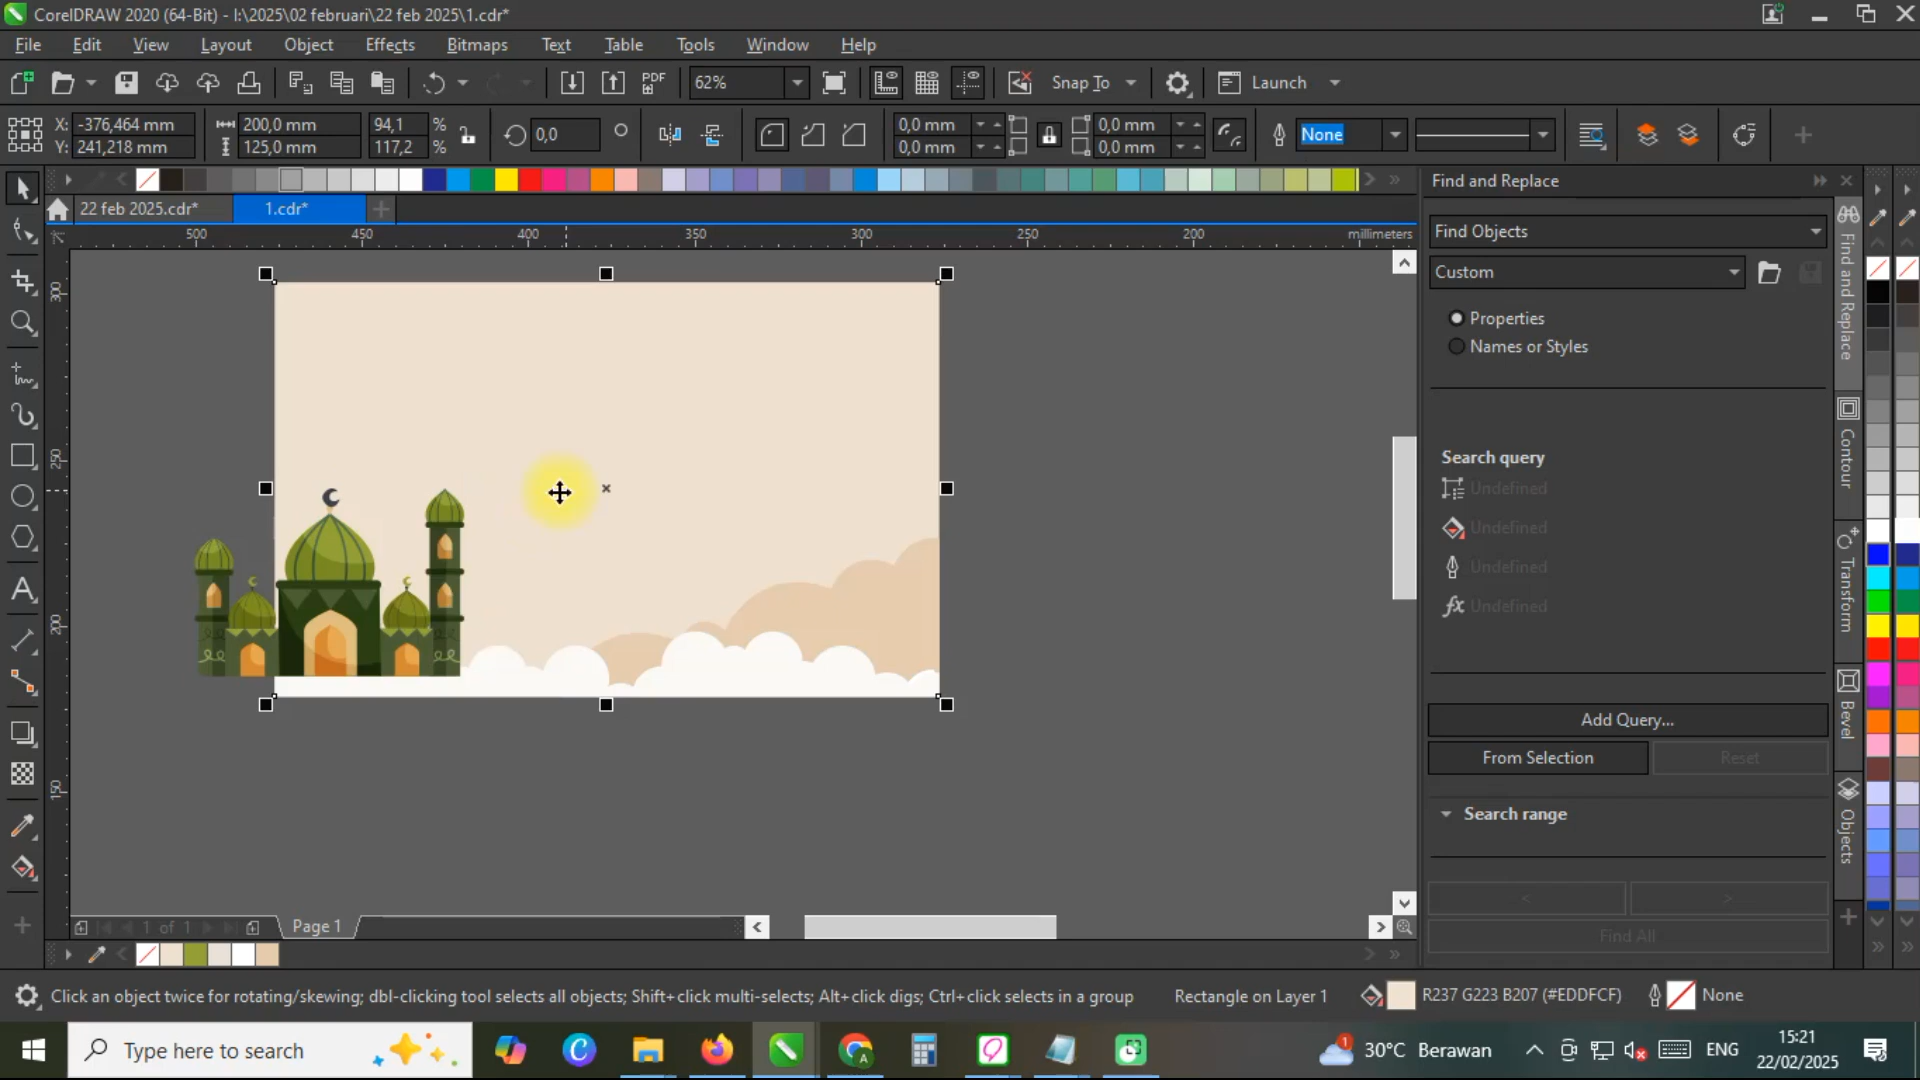 CorelDRAW 2020 (64-Bit) - I:\2025\02 februari\22 feb 2025\1.cdr*
File Edit View Layout Object Effects Bitmaps Text Table Tools Window Help
PDF 62% Snap To Launch
X: -376,464 mm 200,0 mm 94,1 % 0,0 ° 0,0 mm 0,0 mm None
Y: 241,218 mm 125,0 mm 117,2 % 0,0 mm 0,0 mm
22 feb 2025.cdr* 1.cdr*
500 450 400 350 300 250 200 millimeters
300
250
200
150
Find and Replace
Find Objects
Custom
Properties
Names or Styles
Search query
Undefined
Undefined
Undefined
fx Undefined
Add Query...
From Selection Reset
Search range
< >
Find All
Find and Replace
Contour
Transform
Bevel
Objects
1 of 1 Page 1
Click an object twice for rotating/skewing; dbl-clicking tool selects all objects; Shift+click multi-selects; Alt+click digs; Ctrl+click selects in a group Rectangle on Layer 1 R237 G223 B207 (#EDDFCF) None
Type here to search 30°C Berawan ENG 15:21
22/02/2025